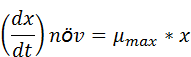 (dx/dt) növ = μmax * x